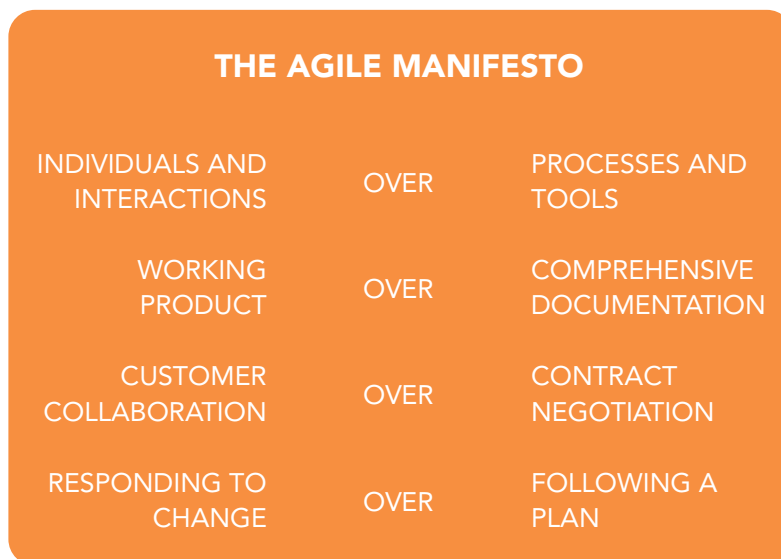 THE AGILE MANIFESTO
INDIVIDUALS AND
INTERACTIONS
OVER
PROCESSES AND
TOOLS
WORKING
PRODUCT
OVER
COMPREHENSIVE
DOCUMENTATION
CUSTOMER
COLLABORATION
OVER
CONTRACT
NEGOTIATION
RESPONDING TO
CHANGE
OVER
FOLLOWING A
PLAN